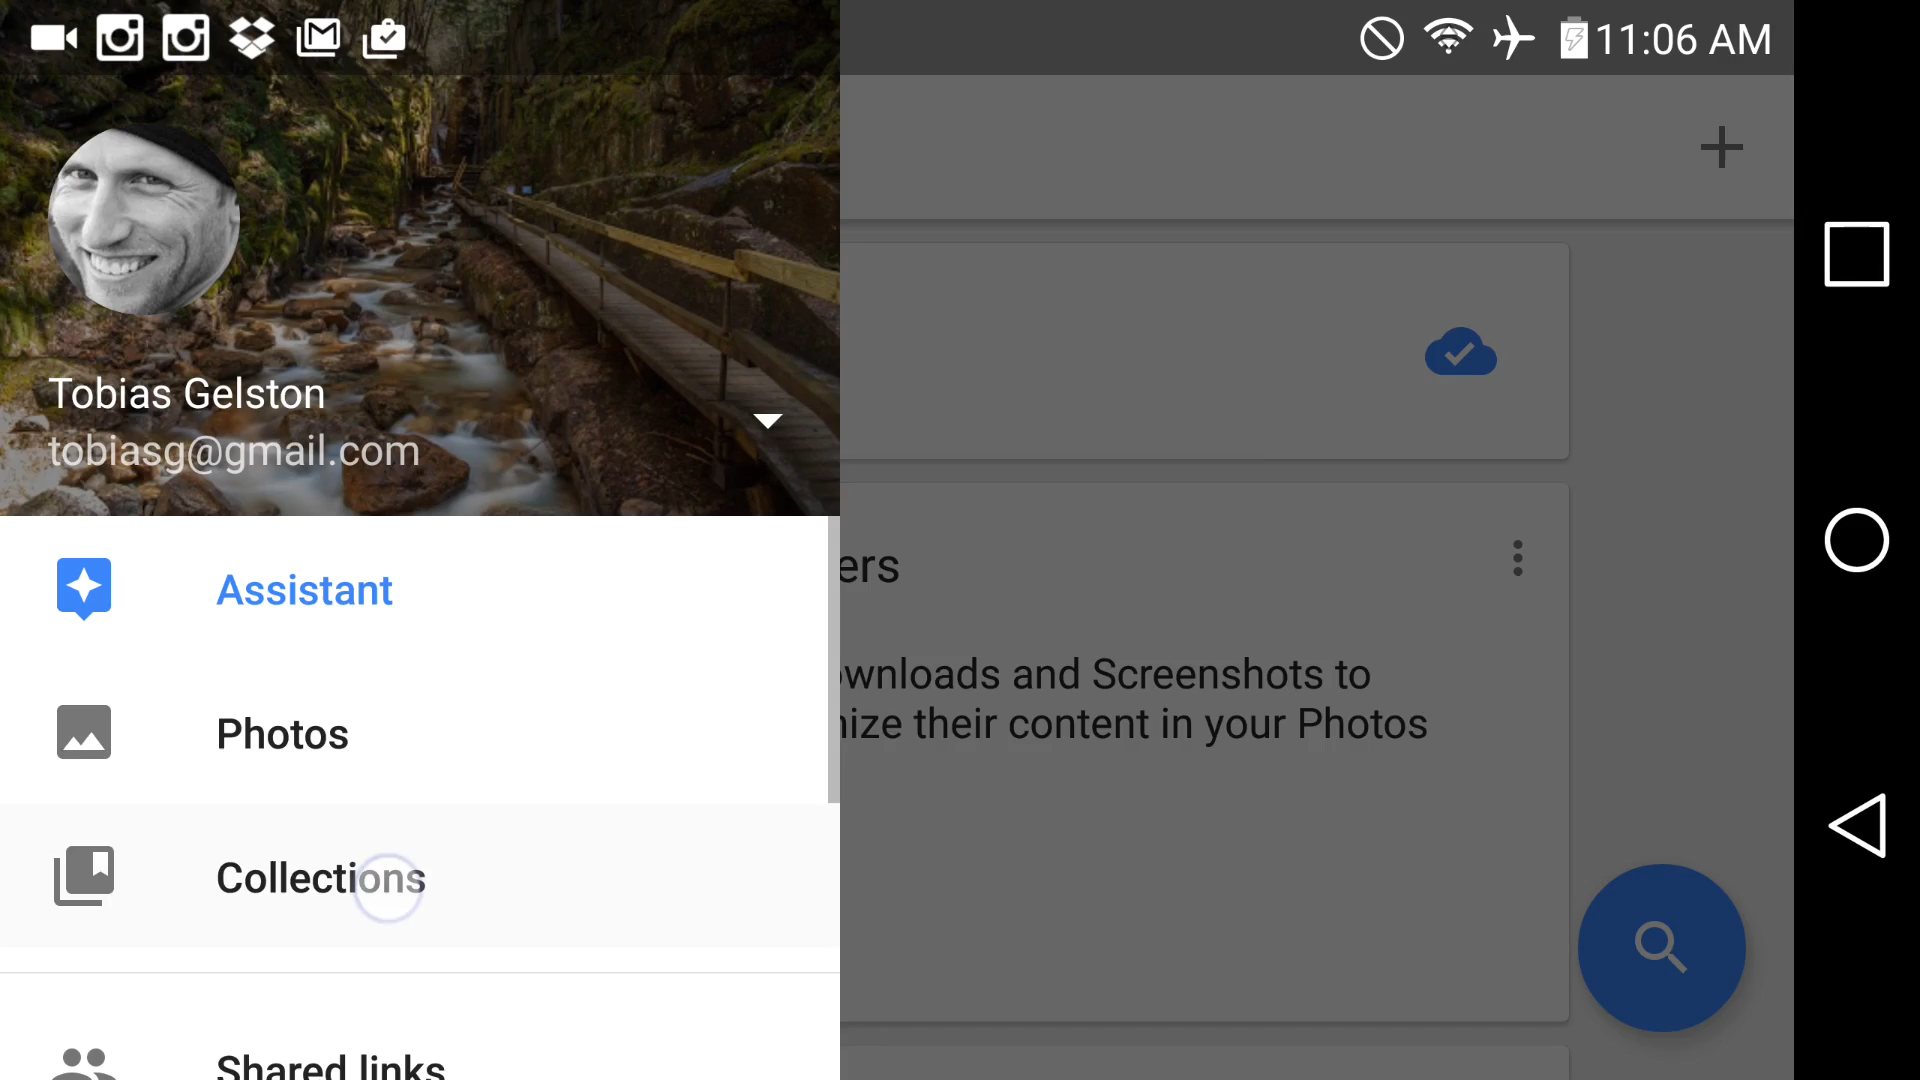 11:06 AM
Tobias Gelston
tobiasg@gmail.com
Assistant
Photos
Collections
Shared links
ers
wnloads and Screenshots to
ize their content in your Photos